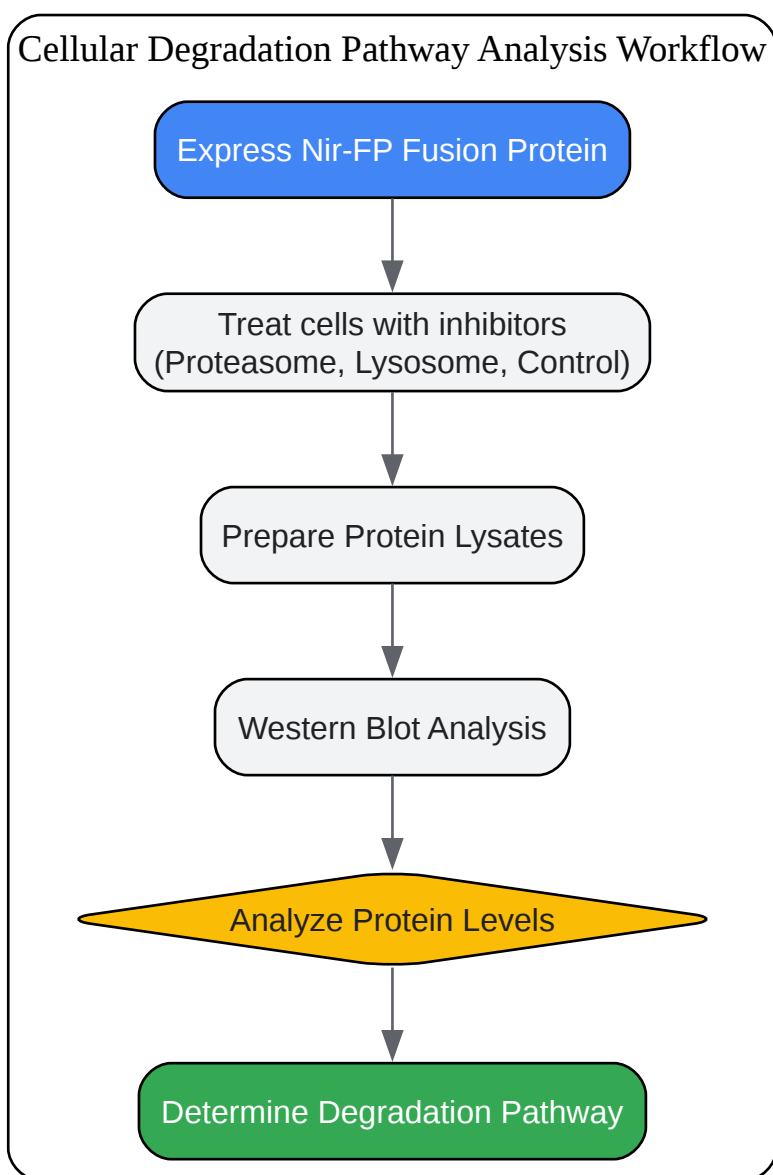 Cellular Degradation Pathway Analysis Workflow
Express Nir-FP Fusion Protein
Treat cells with inhibitors
(Proteasome, Lysosome, Control)
Prepare Protein Lysates
Western Blot Analysis
Analyze Protein Levels
Determine Degradation Pathway